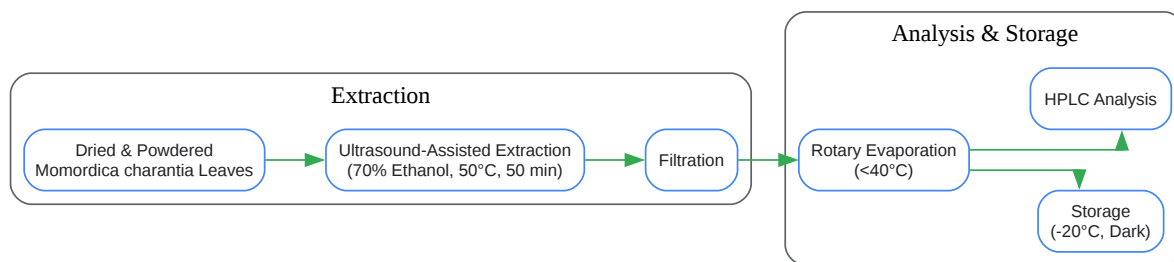 Analysis & Storage
Extraction
HPLC Analysis
Dried & Powdered
Momordica charantia Leaves
Ultrasound-Assisted Extraction
(70% Ethanol, 50°C, 50 min)
Filtration
Rotary Evaporation
(<40°C)
Storage
(-20°C, Dark)